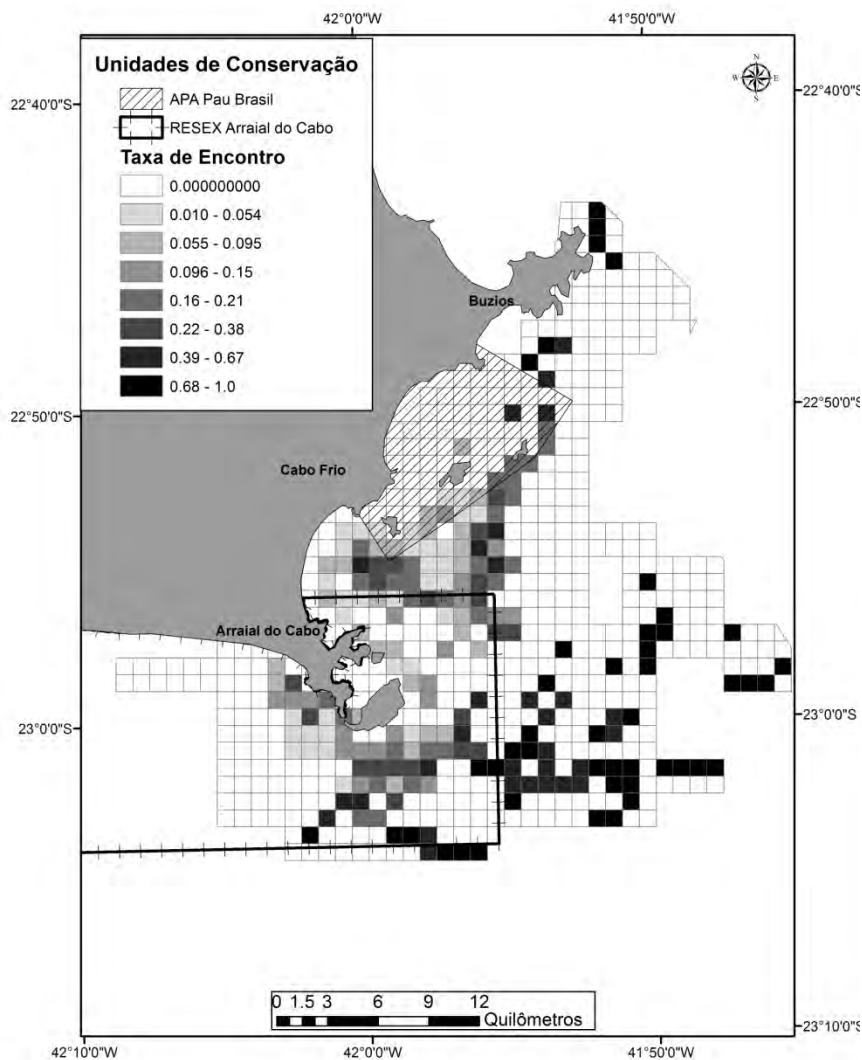 42°0'0"W 41°50'0"W
Unidades de Conservação
APA Pau Brasil
RESEX Arraial do Cabo
Taxa de Encontro
0.000000000
0.010 - 0.054
0.055 - 0.095
0.096 - 0.15
0.16 - 0.21
0.22 - 0.38
0.39 - 0.67
0.68 - 1.0
N
W E
S
22°40'0"S 22°40'0"S
Buzios
22°50'0"S 22°50'0"S
Cabo Frio
Arraial do Cabo
23°0'0"S 23°0'0"S
0 1.5 3 6 9 12
Quilômetros
23°10'0"S
42°10'0"W 42°0'0"W 41°50'0"W